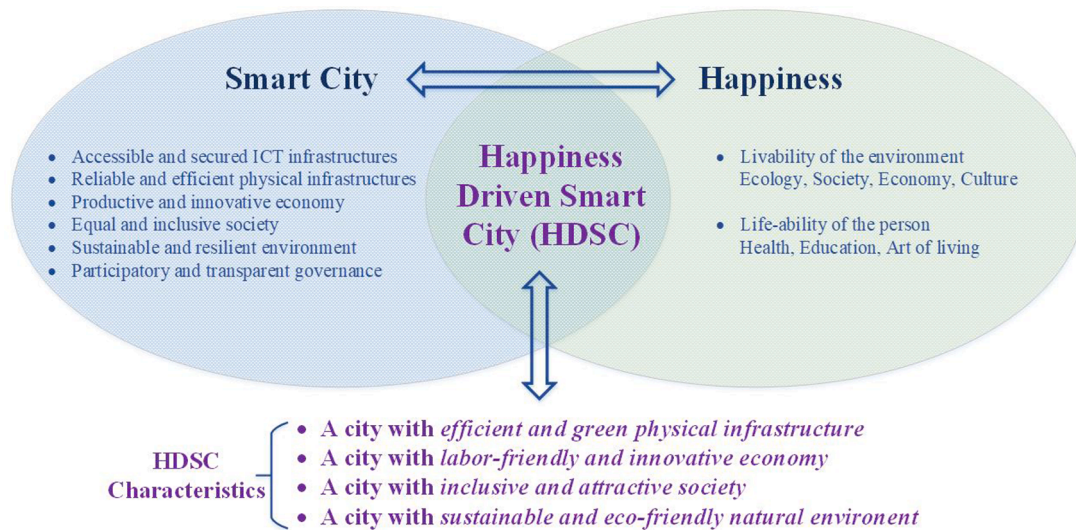 Smart City
Happiness
• Accessible and secured ICT infrastructures
• Reliable and efficient physical infrastructures
• Productive and innovative economy
• Equal and inclusive society
• Sustainable and resilient environment
• Participatory and transparent governance
Happiness
Driven Smart
City (HDSC)
• Livability of the environment
Ecology, Society, Economy, Culture
• Life-ability of the person
Health, Education, Art of living
HDSC
Characteristics
• A city with efficient and green physical infrastructure
• A city with labor-friendly and innovative economy
• A city with inclusive and attractive society
• A city with sustainable and eco-friendly natural environent